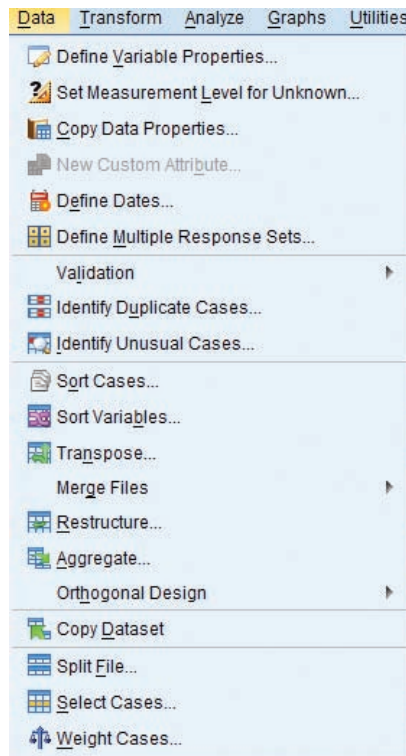 Data Transform Analyze Graphs Utilities
Define Variable Properties...
Set Measurement Level for Unknown...
Copy Data Properties...
New Custom Attribute...
Define Dates...
Define Multiple Response Sets...
Validation
Identify Duplicate Cases...
Identify Unusual Cases...
Sort Cases...
Sort Variables...
Transpose...
Merge Files
Restructure...
Aggregate...
Orthogonal Design
Copy Dataset
Split File...
Select Cases...
Weight Cases...